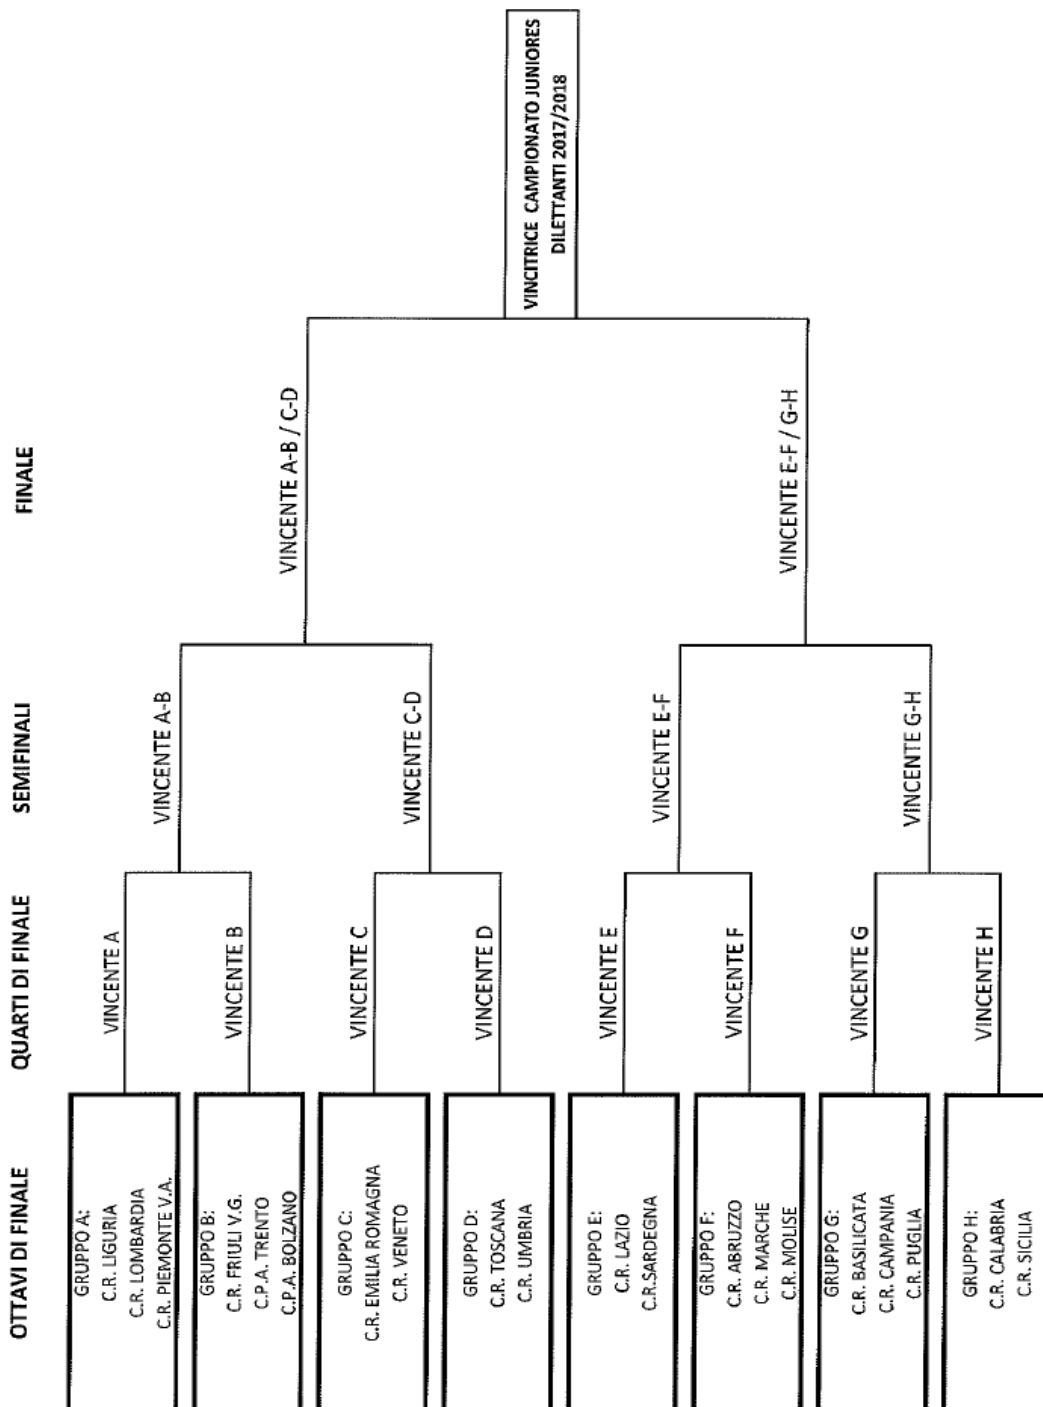 OTTAVI DI FINALE
QUARTI DI FINALE
SEMIFINALI
FINALE
GRUPPO A:
C.R. LIGURIA
C.R. LOMBARDIA
C.R. PIEMONTE V.A.
GRUPPO B:
C.R. FRIULI V.G.
C.P.A. TRENTO
C.P.A. BOLZANO
GRUPPO C:
C.R. EMILIA ROMAGNA
C.R. VENETO
GRUPPO D:
C.R. TOSCANA
C.R. UMBRIA
GRUPPO E:
C.R. LAZIO
C.R.SARDEGNA
GRUPPO F:
C.R. ABRUZZO
C.R. MARCHE
C.R. MOLISE
GRUPPO G:
C.R. BASILICATA
C.R. CAMPANIA
C.R. PUGLIA
GRUPPO H:
C.R. CALABRIA
C.R. SICILIA
VINCENTE A
VINCENTE B
VINCENTE C
VINCENTE D
VINCENTE E
VINCENTE F
VINCENTE G
VINCENTE H
VINCENTE A-B
VINCENTE C-D
VINCENTE E-F
VINCENTE G-H
VINCENTE A-B / C-D
VINCENTE E-F / G-H
VINCITRICE CAMPIONATO JUNIORES
DILETTANTI 2017/2018